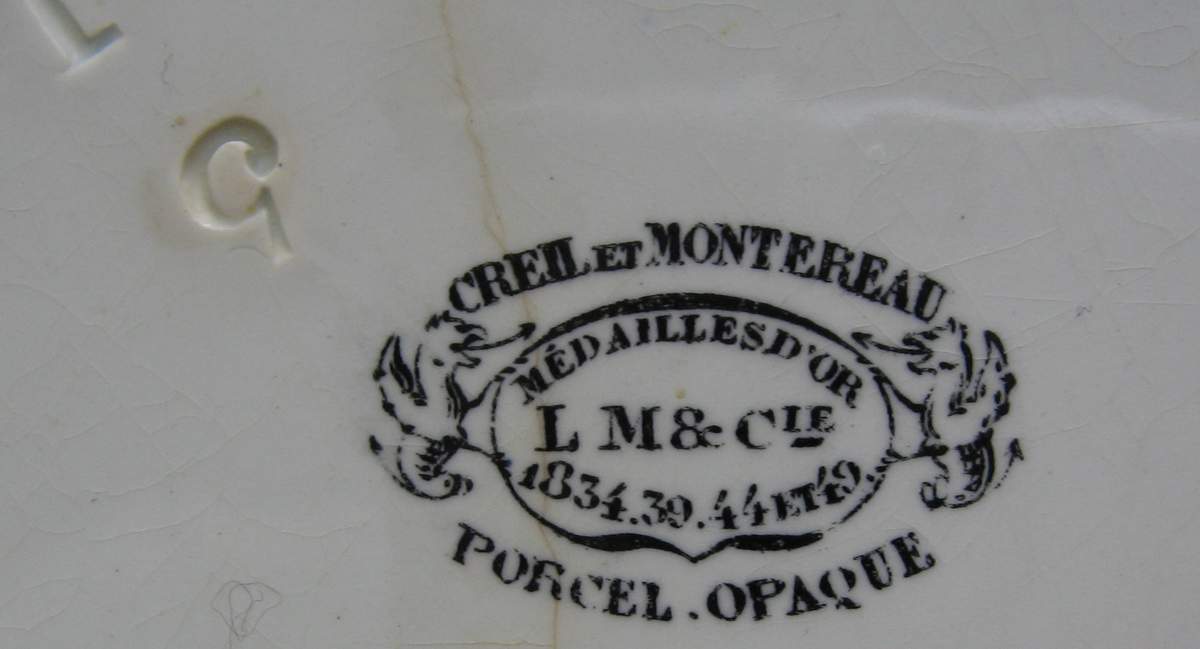 CREIL ET MONTEREAU
MÉDAILLES D'OR
L M & CIE
1834.39.44 ET 49.
PORCEL. OPAQUE